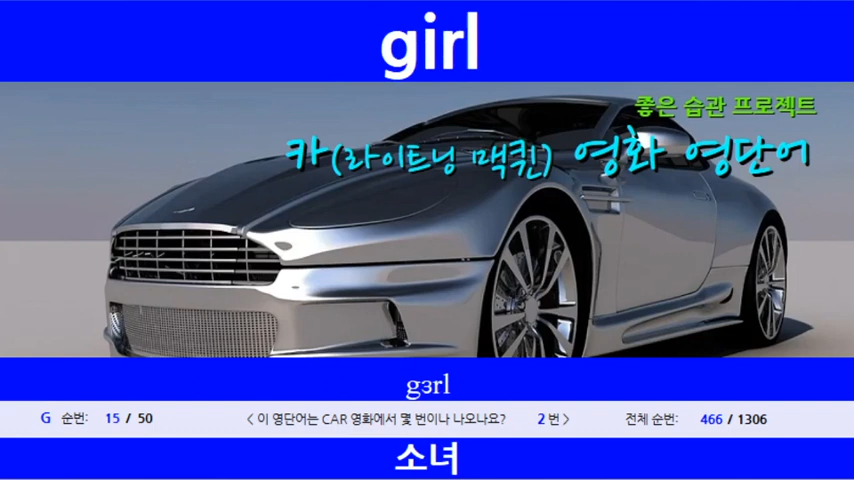 girl
좋은 습관 프로젝트
카(라이트닝 맥퀸) 영화 영단어
gɜrl
G 순번: 15 / 50 < 이 영단어는 CAR 영화에서 몇 번이나 나오나요? 2번 > 전체 순번: 466 / 1306
소녀